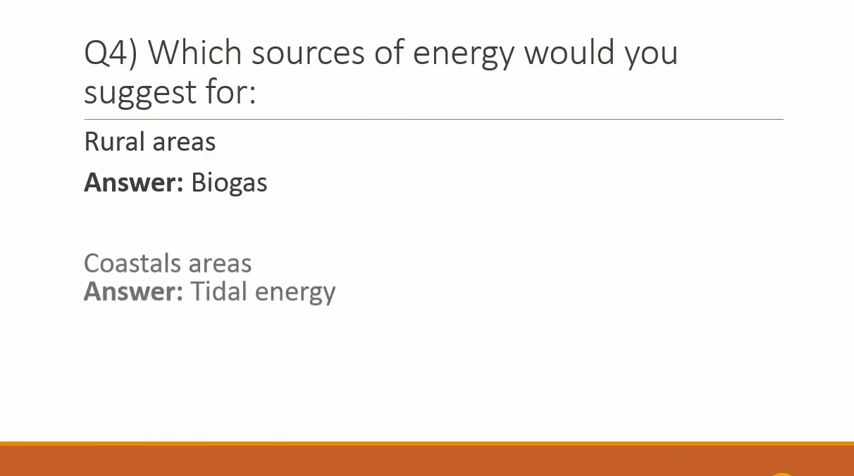 Q4) Which sources of energy would you
suggest for:
Rural areas
Answer: Biogas
Coastals areas
Answer: Tidal energy